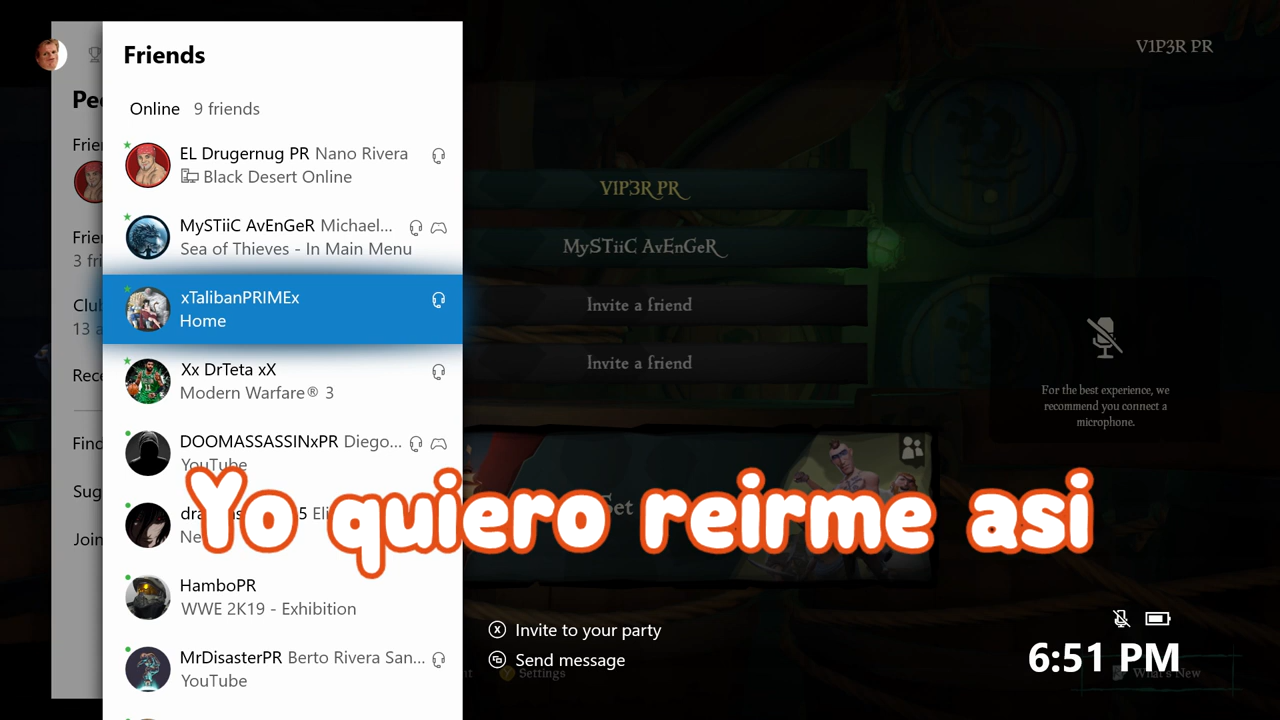 Friends
V1P3R PR
Online 9 friends
EL Drugernug PR Nano Rivera
Black Desert Online
V1P3R PR
MySTiiC AvEnGeR Michael...
Sea of Thieves - In Main Menu
MySTiiC AvEnGeR
xTalibanPRIMEx
Home
Invite a friend
Invite a friend
Xx DrTeta xX
Modern Warfare® 3
For the best experience, we
recommend you connect a
microphone.
DOOMASSASSINxPR Diego...
YouTube
Yo quiero reirme asi
HamboPR
WWE 2K19 - Exhibition
MrDisasterPR Berto Rivera San...
YouTube
X Invite to your party
Send message
Y Settings
6:51 PM
What's New